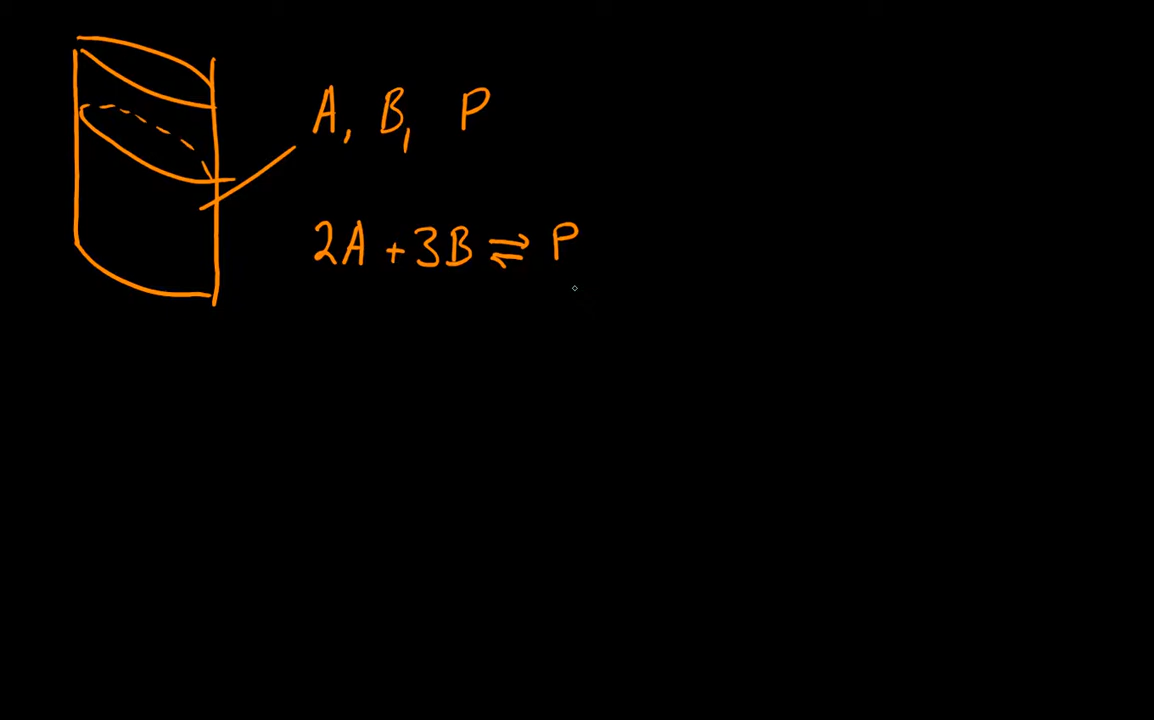 A, B, P
2A + 3B ⇌ P